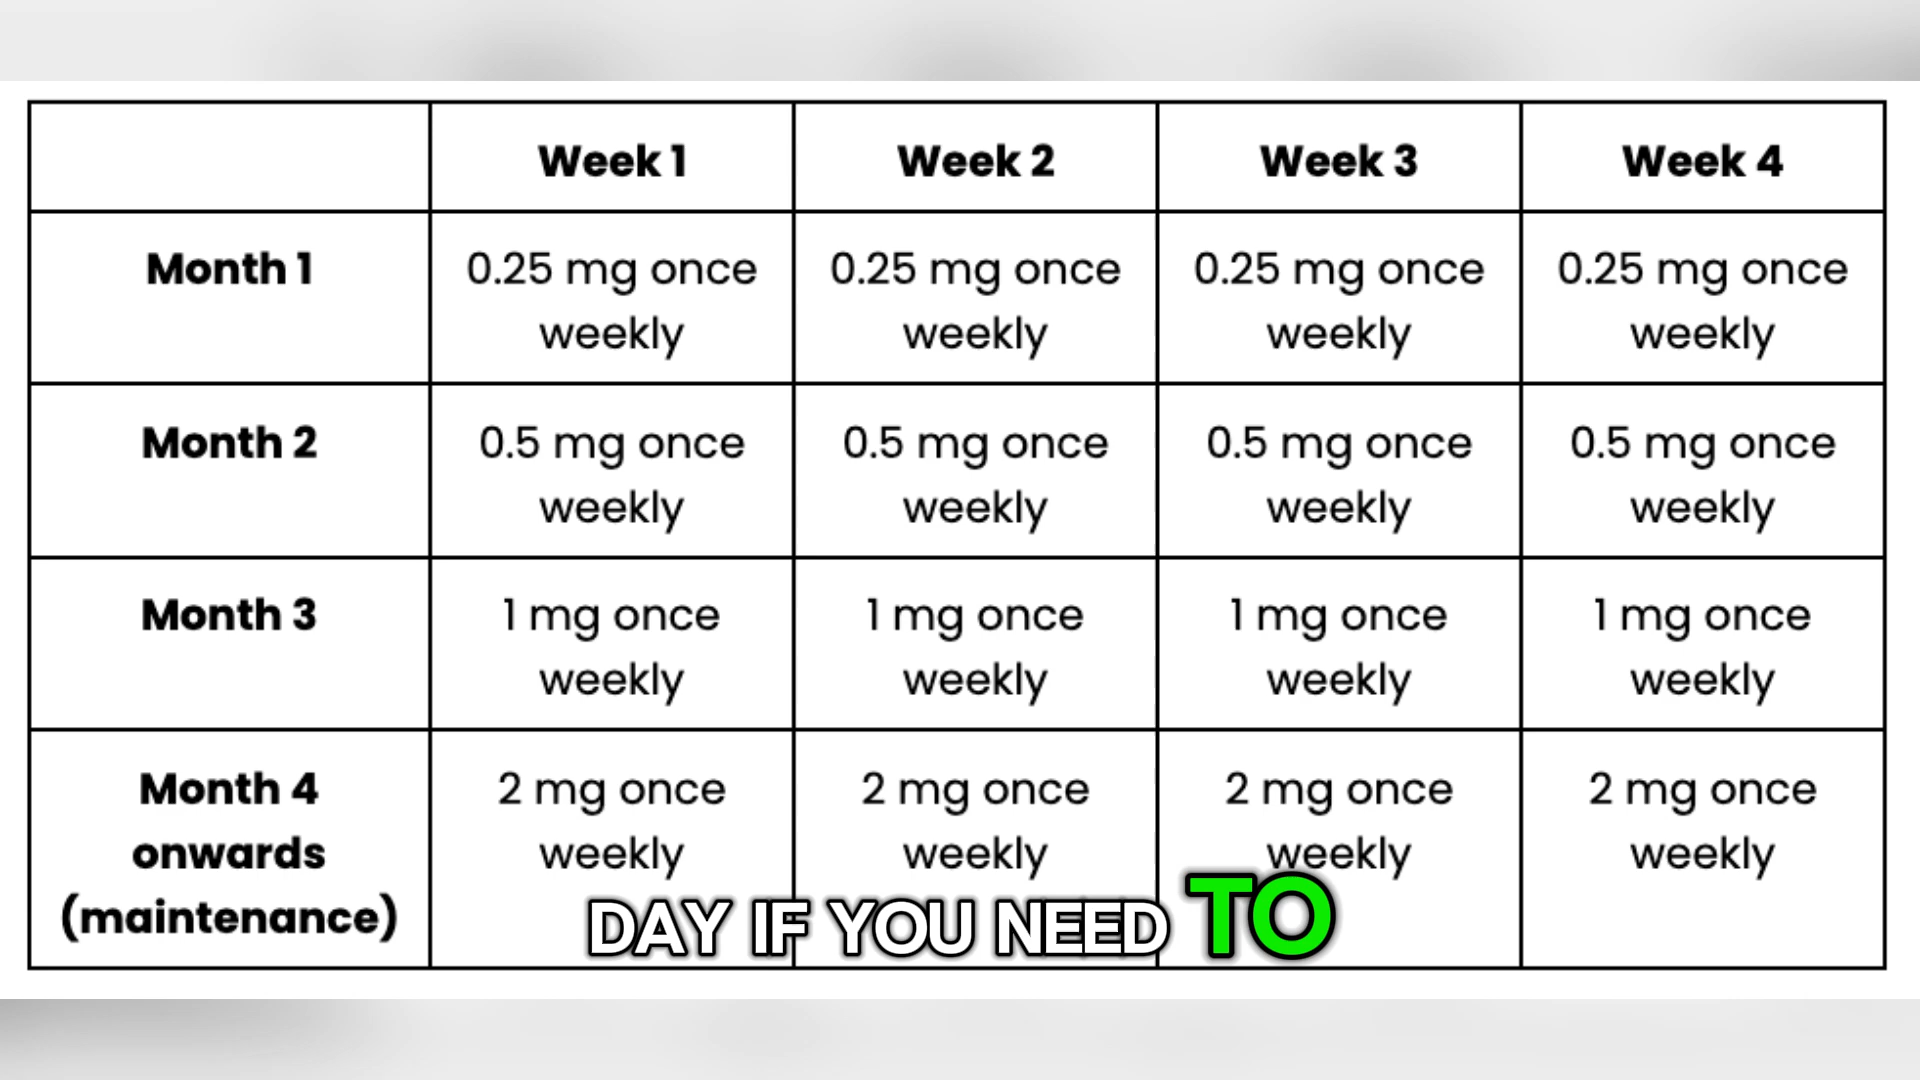 Week 1 Week 2 Week 3 Week 4
Month 1 0.25 mg once 0.25 mg once 0.25 mg once 0.25 mg once
weekly weekly weekly weekly
Month 2 0.5 mg once 0.5 mg once 0.5 mg once 0.5 mg once
weekly weekly weekly weekly
Month 3 1 mg once 1 mg once 1 mg once 1 mg once
weekly weekly weekly weekly
Month 4 2 mg once 2 mg once 2 mg once 2 mg once
onwards weekly weekly weekly weekly
(maintenance)
DAY IF YOU NEED TO